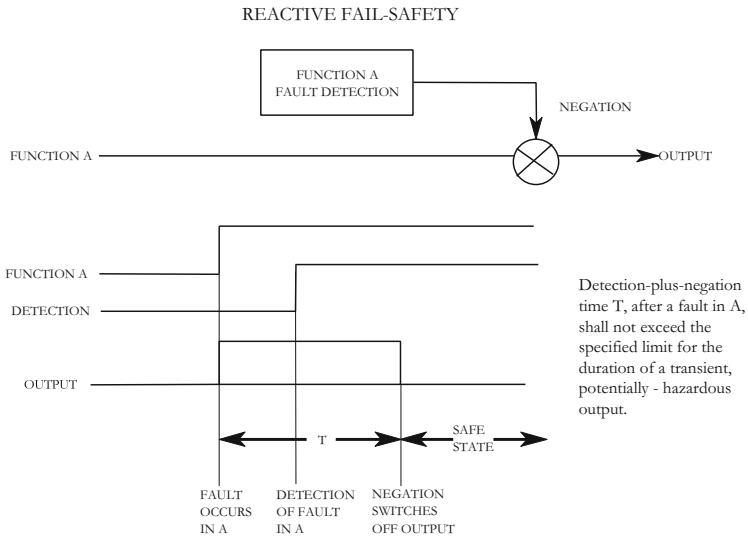 REACTIVE FAIL-SAFETY
FUNCTION A
FAULT DETECTION
NEGATION
FUNCTION A
OUTPUT
FUNCTION A
DETECTION
OUTPUT
Detection-plus-negation
time T, after a fault in A,
shall not exceed the
specified limit for the
duration of a transient,
potentially - hazardous
output.
T
SAFE
STATE
FAULT
OCCURS
IN A
DETECTION
OF FAULT
IN A
NEGATION
SWITCHES
OFF OUTPUT